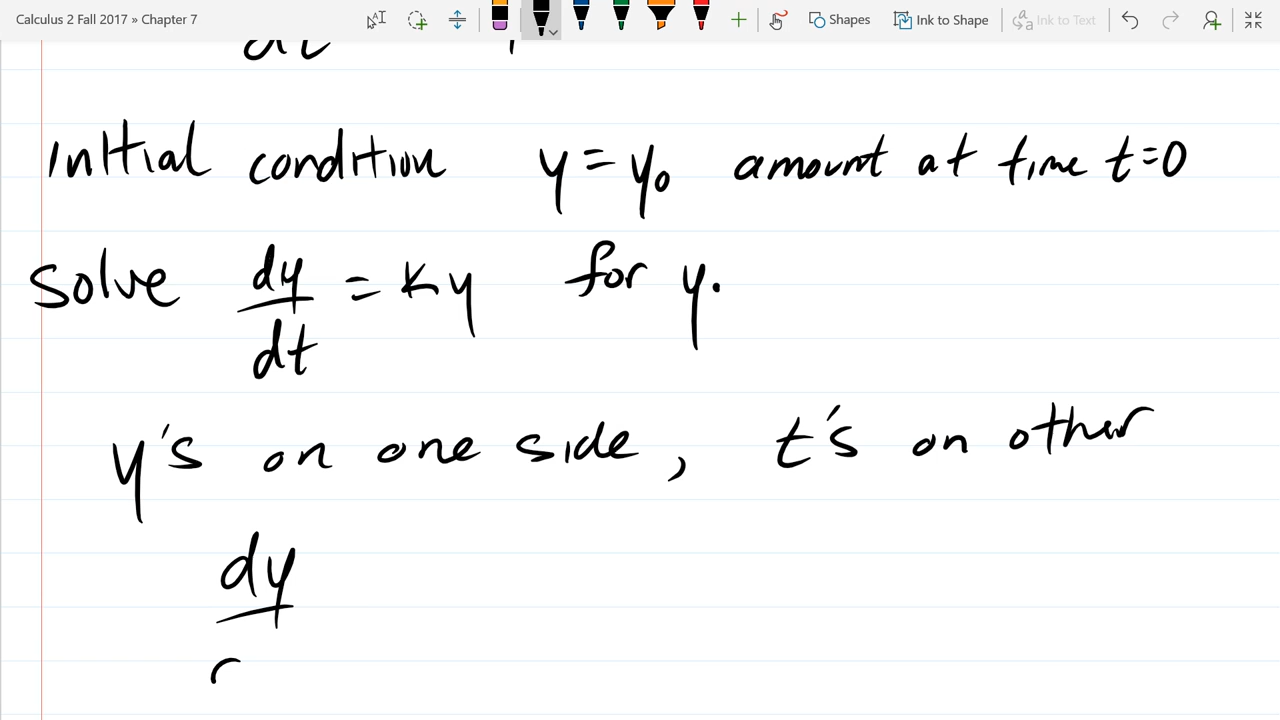 Calculus 2 Fall 2017 » Chapter 7
Shapes
Ink to Shape
Ink to Text
dt
initial condition y = y₀ amount at time t=0
Solve dy/dt = ky for y.
y's on one side, t's on other
dy